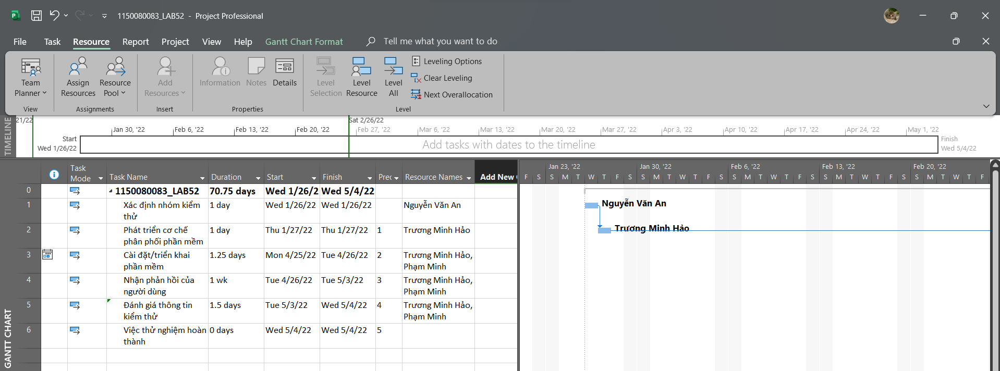 1150080083_LAB52 - Project Professional
File Task Resource Report Project View Help Gantt Chart Format Tell me what you want to do
Team Planner
View
Assign Resources
Resource Pool
Assignments
Add Resources
Insert
Information
Notes
Details
Properties
Level Selection
Level Resource
Level All
Leveling Options
Clear Leveling
Next Overallocation
Level
TIMELINE
21/22
Sat 2/26/22
Jan 30, '22 Feb 6, '22 Feb 13, '22 Feb 20, '22 Feb 27, '22 Mar 6, '22 Mar 13, '22 Mar 20, '22 Mar 27, '22 Apr 3, '22 Apr 10, '22 Apr 17, '22 Apr 24, '22 May 1, '22
Start
Wed 1/26/22
Add tasks with dates to the timeline
Finish
Wed 5/4/22
GANTT CHART
Task Mode Task Name Duration Start Finish Prec Resource Names Add New
Jan 23, '22 Jan 30, '22 Feb 6, '22 Feb 13, '22 Feb 20, '22
F S S M T W T F S S M T W T F S S M T W T F S S M T W T F S S M T W T F
0 1150080083_LAB52 70.75 days Wed 1/26/2 Wed 5/4/22
1 Xác định nhóm kiểm thử 1 day Wed 1/26/22 Wed 1/26/22 Nguyễn Văn An
Nguyễn Văn An
2 Phát triển cơ chế phân phối phần mềm 1 day Thu 1/27/22 Thu 1/27/22 1 Trương Minh Hảo
Trương Minh Hảo
3 Cài đặt/triển khai phần mềm 1.25 days Mon 4/25/22 Tue 4/26/22 2 Trương Minh Hảo, Phạm Minh
4 Nhận phản hồi của người dùng 1 wk Tue 4/26/22 Tue 5/3/22 3 Trương Minh Hảo, Phạm Minh
5 Đánh giá thông tin kiểm thử 1.5 days Tue 5/3/22 Wed 5/4/22 4 Trương Minh Hảo, Phạm Minh
6 Việc thử nghiệm hoàn thành 0 days Wed 5/4/22 Wed 5/4/22 5